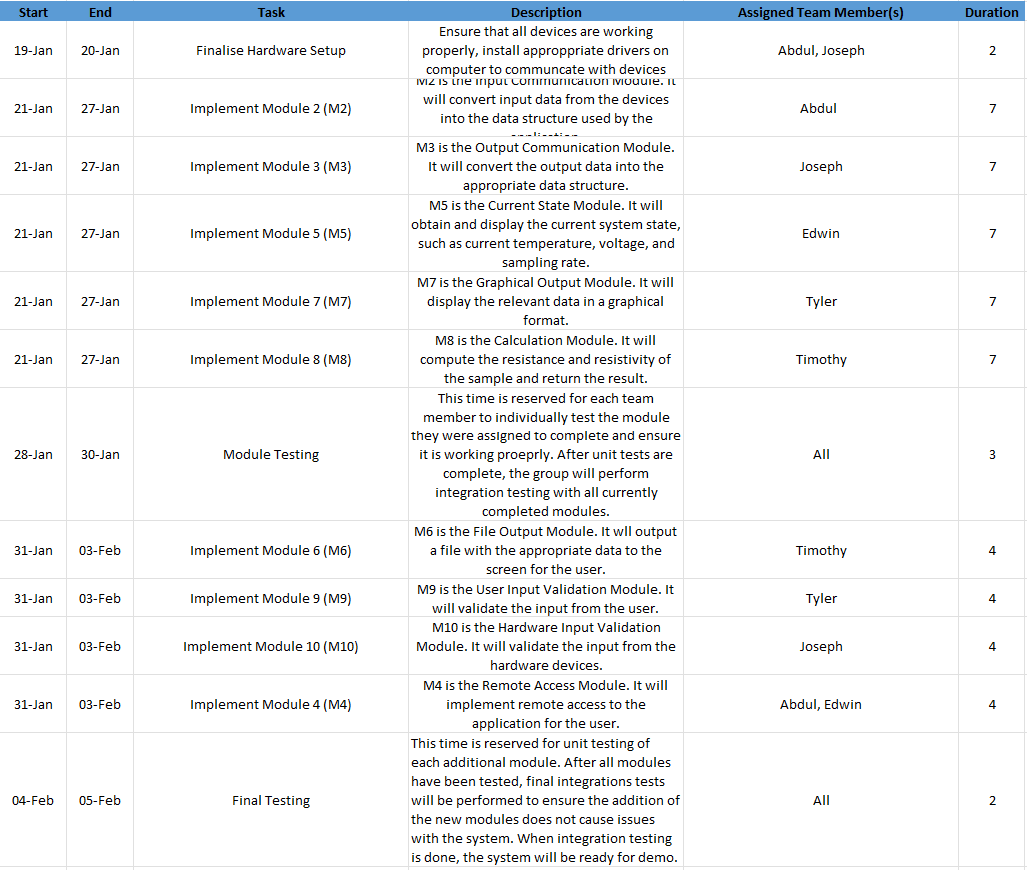 Start End Task Description Assigned Team Member(s) Duration
19-Jan 20-Jan Finalise Hardware Setup Ensure that all devices are working
properly, install approppriate drivers on
computer to communcate with devices
Abdul, Joseph 2
21-Jan 27-Jan Implement Module 2 (M2) M2 is the Input Communication Module. It
will convert input data from the devices
into the data structure used by the
application.
Abdul 7
21-Jan 27-Jan Implement Module 3 (M3) M3 is the Output Communication Module.
It will convert the output data into the
appropriate data structure.
Joseph 7
21-Jan 27-Jan Implement Module 5 (M5) M5 is the Current State Module. It will
obtain and display the current system state,
such as current temperature, voltage, and
sampling rate.
Edwin 7
21-Jan 27-Jan Implement Module 7 (M7) M7 is the Graphical Output Module. It will
display the relevant data in a graphical
format.
Tyler 7
21-Jan 27-Jan Implement Module 8 (M8) M8 is the Calculation Module. It will
compute the resistance and resistivity of
the sample and return the result.
Timothy 7
28-Jan 30-Jan Module Testing This time is reserved for each team
member to individually test the module
they were assigned to complete and ensure
it is working proeprly. After unit tests are
complete, the group will perform
integration testing with all currently
completed modules.
All 3
31-Jan 03-Feb Implement Module 6 (M6) M6 is the File Output Module. It wll output
a file with the appropriate data to the
screen for the user.
Timothy 4
31-Jan 03-Feb Implement Module 9 (M9) M9 is the User Input Validation Module. It
will validate the input from the user.
Tyler 4
31-Jan 03-Feb Implement Module 10 (M10) M10 is the Hardware Input Validation
Module. It will validate the input from the
hardware devices.
Joseph 4
31-Jan 03-Feb Implement Module 4 (M4) M4 is the Remote Access Module. It will
implement remote access to the
application for the user.
Abdul, Edwin 4
04-Feb 05-Feb Final Testing This time is reserved for unit testing of
each additional module. After all modules
have been tested, final integrations tests
will be performed to ensure the addition of
the new modules does not cause issues
with the system. When integration testing
is done, the system will be ready for demo.
All 2